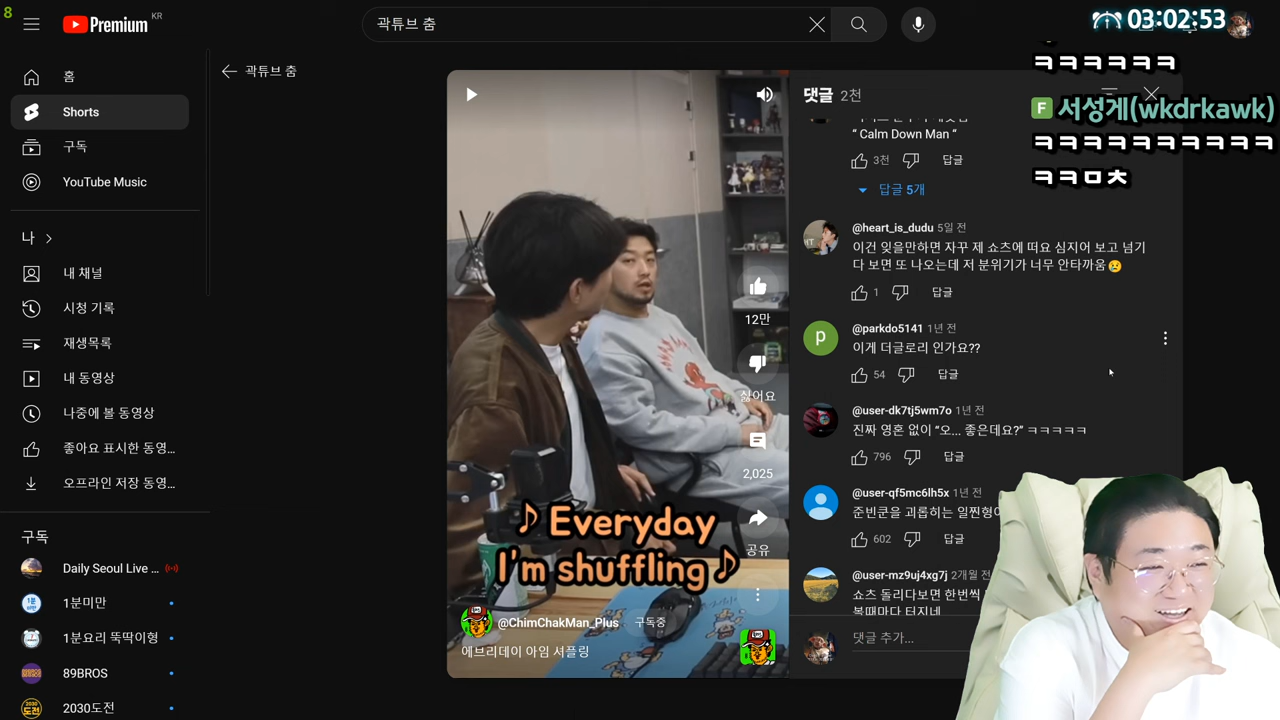 8
Premium KR
곽튜브 춤
03:02:53
홈
Shorts
구독
YouTube Music
나
내 채널
시청 기록
재생목록
내 동영상
나중에 볼 동영상
좋아요 표시한 동영...
오프라인 저장 동영...
구독
Daily Seoul Live ...
1분미만
1분요리 뚝딱이형
89BROS
2030도전
곽튜브 춤
12만
싫어요
2,025
공유
♪ Everyday
I'm shuffling ♪
@ChimChakMan_Plus 구독중
에브리데이 아임 셔플링
댓글 2천
“ Calm Down Man “
3천 답글
답글 5개
@heart_is_dudu 5일 전
이건 잊을만하면 자꾸 제 쇼츠에 떠요 심지어 보고 넘기
다 보면 또 나오는데 저 분위기가 너무 안타까움😢
1 답글
@parkdo5141 1년 전
이게 더글로리 인가요??
54 답글
@user-dk7tj5wm7o 1년 전
진짜 영혼 없이 “오... 좋은데요?” ㅋㅋㅋㅋㅋ
796 답글
@user-qf5mc6lh5x 1년 전
준빈쿤을 괴롭히는 일찐형이
602 답글
@user-mz9uj4xg7j 2개월 전
쇼츠 돌리다보면 한번씩
볼때마다 터지네
댓글 추가...
ㅋㅋㅋㅋㅋㅋ
F 서성게(wkdrkawk)
ㅋㅋㅋㅋㅋㅋㅋㅋㅋㅋ
ㅋㅋㅁㅊ